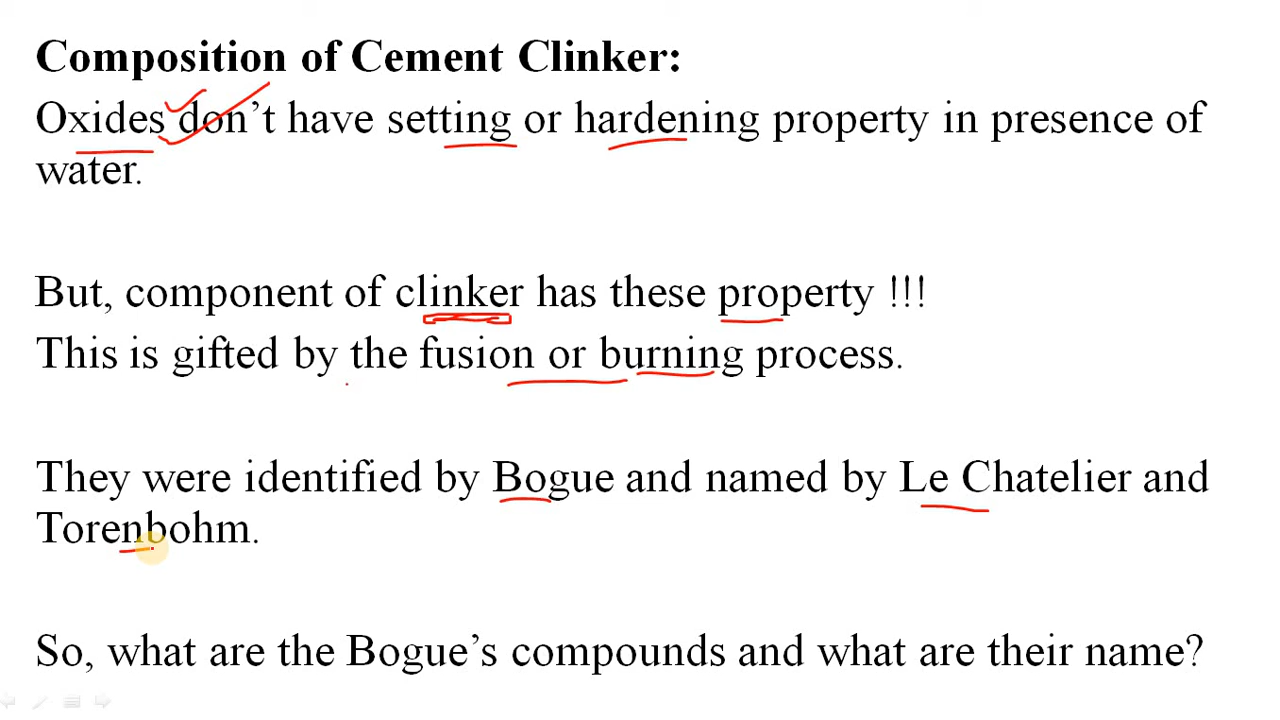 Composition of Cement Clinker:
Oxides don’t have setting or hardening property in presence of
water.
But, component of clinker has these property !!!
This is gifted by the fusion or burning process.
They were identified by Bogue and named by Le Chatelier and
Torenbohm.
So, what are the Bogue’s compounds and what are their name?